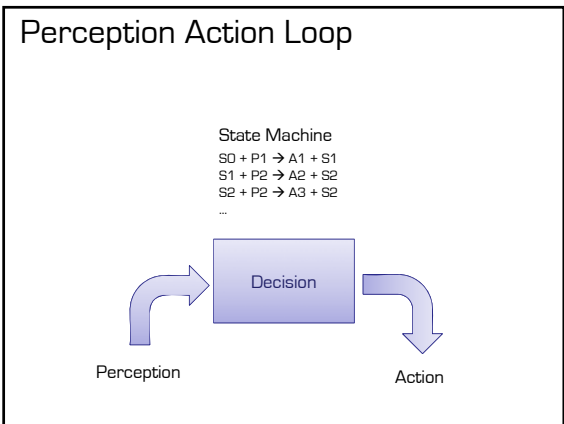 Perception Action Loop
State Machine
S0 + P1 → A1 + S1
S1 + P2 → A2 + S2
S2 + P2 → A3 + S2
…
Decision
Perception
Action